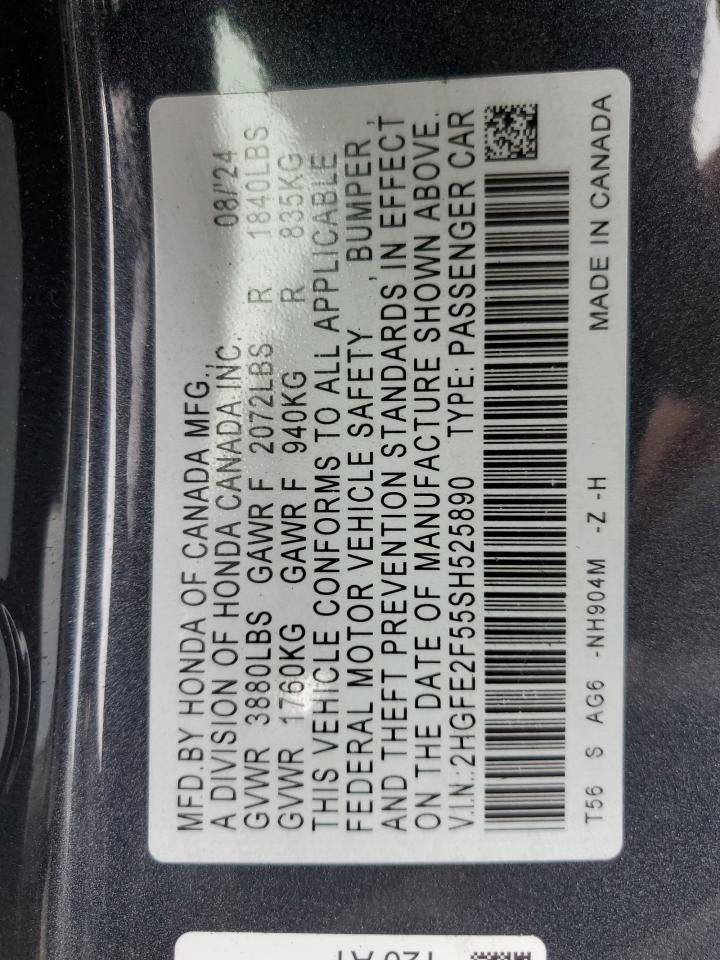 MFD.BY HONDA OF CANADA MFG.,
A DIVISION OF HONDA CANADA INC. 08/'24
GVWR 3880LBS GAWR F 2072LBS R 1840LBS
GVWR 1760KG GAWR F 940KG R 835KG
THIS VEHICLE CONFORMS TO ALL APPLICABLE
FEDERAL MOTOR VEHICLE SAFETY , BUMPER ,
AND THEFT PREVENTION STANDARDS IN EFFECT
ON THE DATE OF MANUFACTURE SHOWN ABOVE.
V.I.N.:2HGFE2F55SH525890 TYPE: PASSENGER CAR
T56 S AG6 -NH904M -Z -H MADE IN CANADA